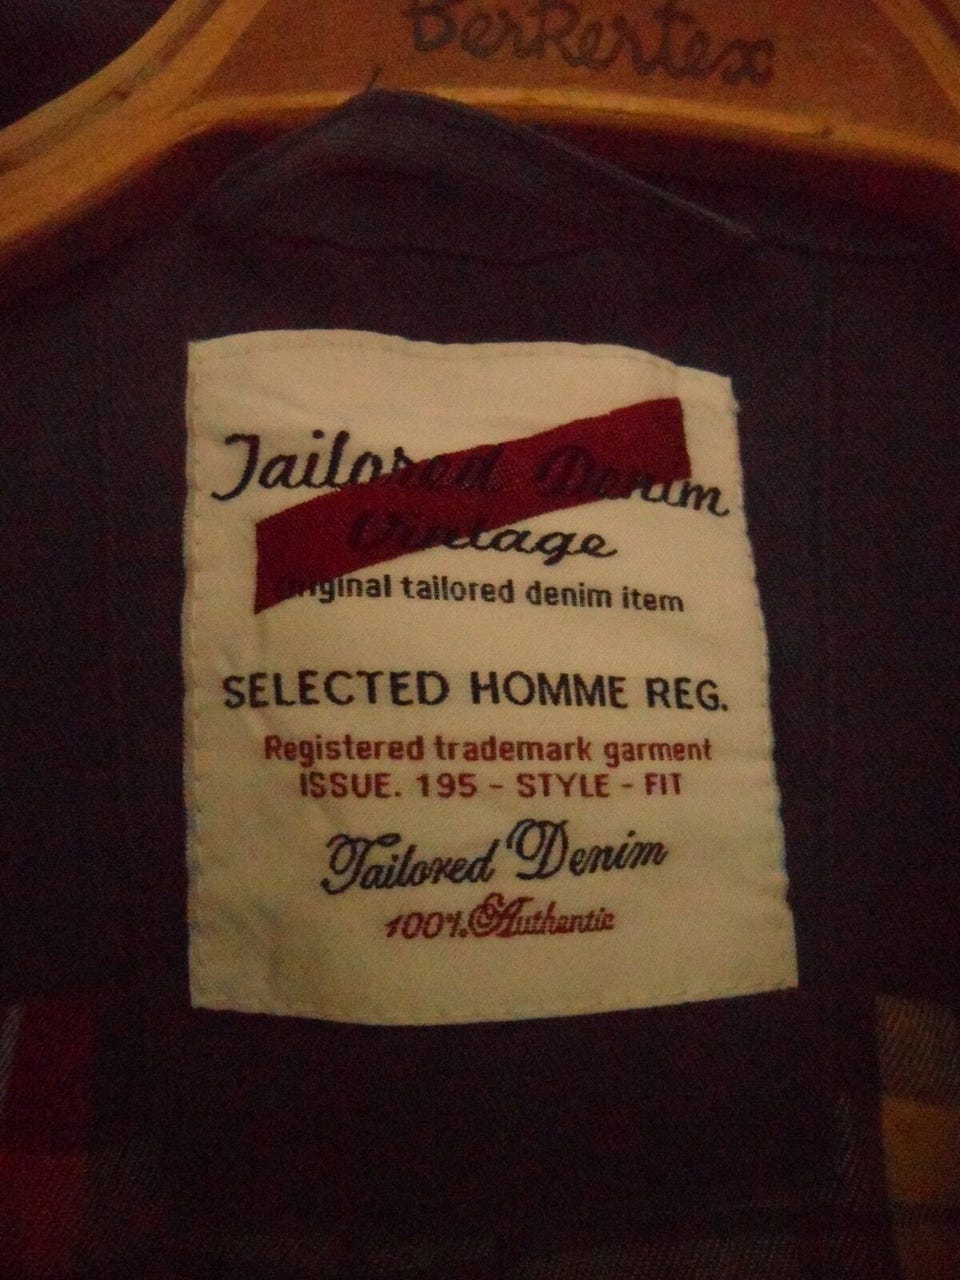 Berkertex
Tailored Denim
Vintage
Original tailored denim item
SELECTED HOMME REG.
Registered trademark garment
ISSUE. 195 - STYLE - FIT
Tailored Denim
100% Authentic